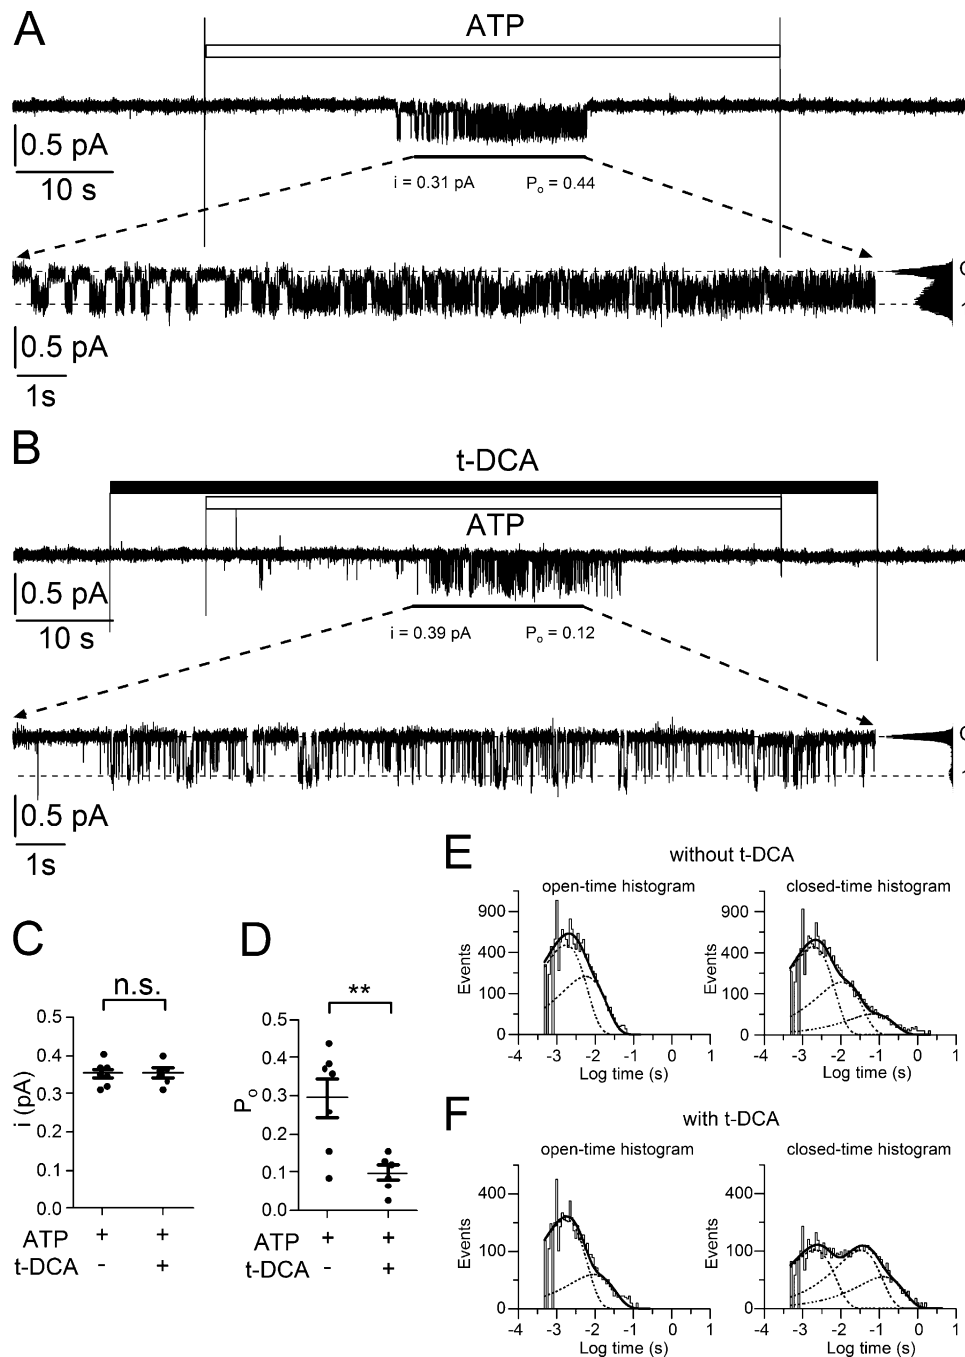 A
ATP
0.5 pA
10 s
i = 0.31 pA Po = 0.44
0.5 pA
1s
B
t-DCA
ATP
0.5 pA
10 s
i = 0.39 pA Po = 0.12
0.5 pA
1s
C
n.s.
i (pA)
0.5
0.4
0.3
0.2
0.1
0.0
ATP + +
t-DCA - +
D
**
Po
0.5
0.4
0.3
0.2
0.1
0.0
ATP + +
t-DCA - +
E
without t-DCA
open-time histogram
Events
900
400
100
0
-4 -3 -2 -1 0 1
Log time (s)
closed-time histogram
Events
900
400
100
0
-4 -3 -2 -1 0 1
Log time (s)
F
with t-DCA
open-time histogram
Events
400
100
0
-4 -3 -2 -1 0 1
Log time (s)
closed-time histogram
Events
400
100
0
-4 -3 -2 -1 0 1
Log time (s)